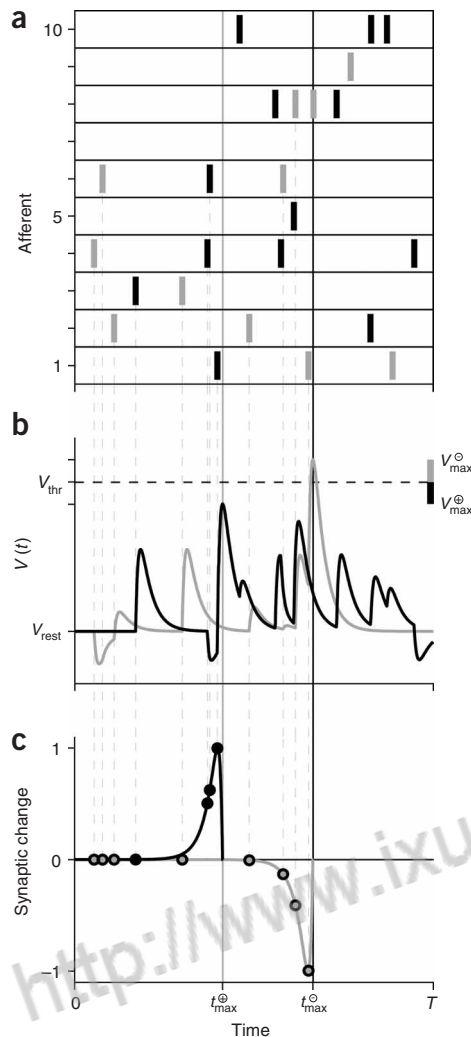 a
10
5
1
Afferent
b
V_thr
V_rest
V (t)
V_max^⊖
V_max^⊕
c
1
0
−1
Synaptic change
0
t_max^⊕
t_max^⊖
T
Time
http://www.ixu